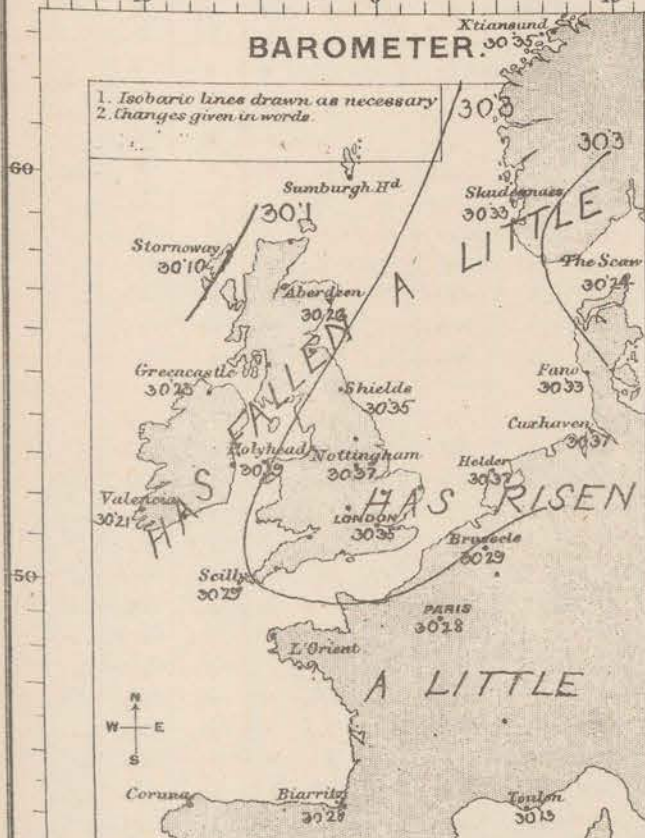 Xtiansund
30.35
BAROMETER.
1. Isobaric lines drawn as necessary
2. Changes given in words.
30.3
30.3
60
Sumburgh Hd
Skudesnaes
30.33
30.1
A LITTLE
Stornoway
30.10
The Scaw
30.24
Aberdeen
30.26
Greencastle
30.23
HAS FALLED
Fano
30.33
Shields
30.35
Cuxhaven
30.37
Holyhead
30.29
Nottingham
30.37
Helder
30.37
Valencia
30.21
HAS RISEN
LONDON
30.35
Brussels
30.29
50
Scilly
30.29
PARIS
30.28
L'Orient
A LITTLE
N
W E
S
Coruna
Biarritz
30.28
Toulon
30.13